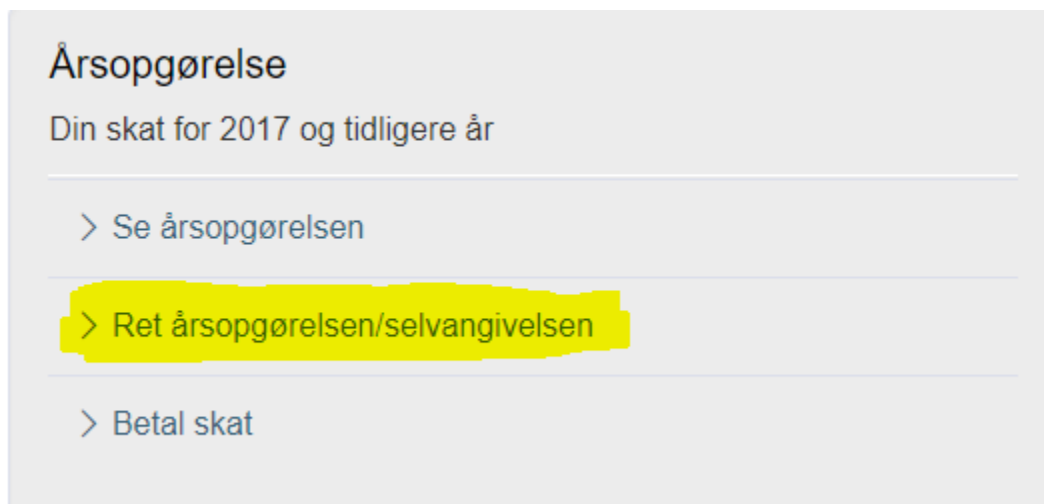 Årsopgørelse
Din skat for 2017 og tidligere år
Se årsopgørelsen
Ret årsopgørelsen/selvangivelsen
Betal skat